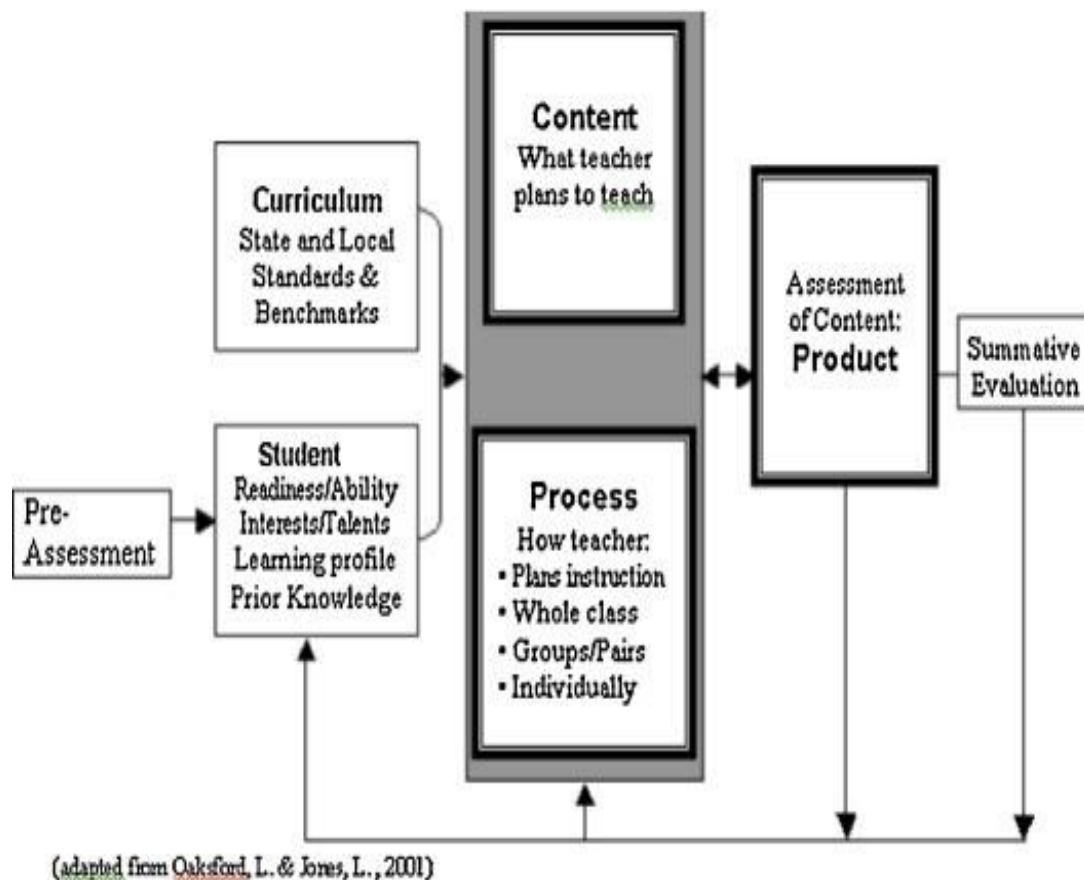 Pre-
Assessment
Curriculum
State and Local
Standards &
Benchmarks
Student
Readiness/Ability
Interests/Talents
Learning profile
Prior Knowledge
Content
What teacher
plans to teach
Process
How teacher:
• Plans instruction
• Whole class
• Groups/Pairs
• Individually
Assessment
of Content:
Product
Summative
Evaluation
(adapted from Oaksford, L. & Jones, L., 2001)